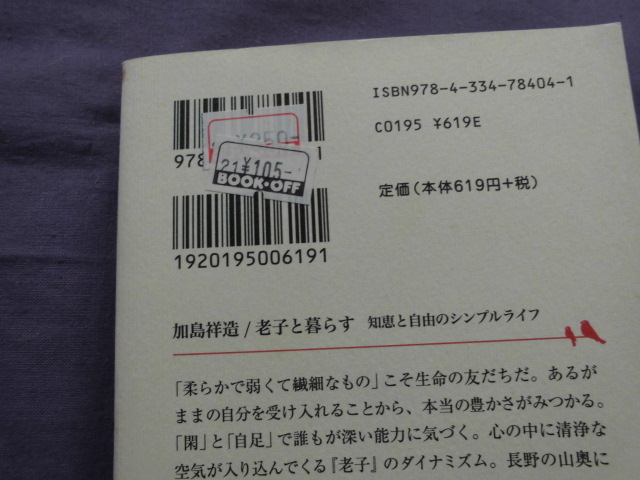 ISBN978-4-334-78404-1
C0195 ¥619E
定価(本体619円+税)
¥350-
978
1
21¥105-
BOOK·OFF
1920195006191
加島祥造/老子と暮らす 知恵と自由のシンプルライフ
「柔らかで弱くて繊細なもの」こそ生命の友だちだ。あるが
ままの自分を受け入れることから、本当の豊かさがみつかる。
「閑」と「自足」で誰もが深い能力に気づく。心の中に清浄な
空気が入り込んでくる『老子』のダイナミズム。長野の山奥に